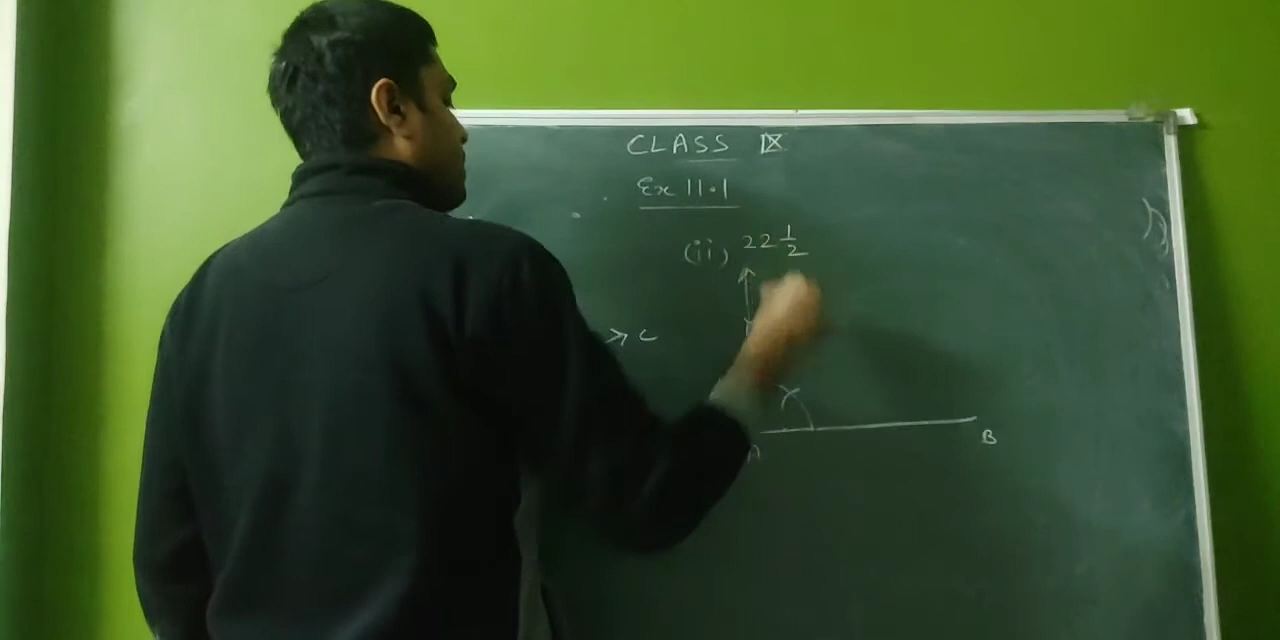 CLASS IX
Ex 11.1
(ii) 22 1/2
C
A
B